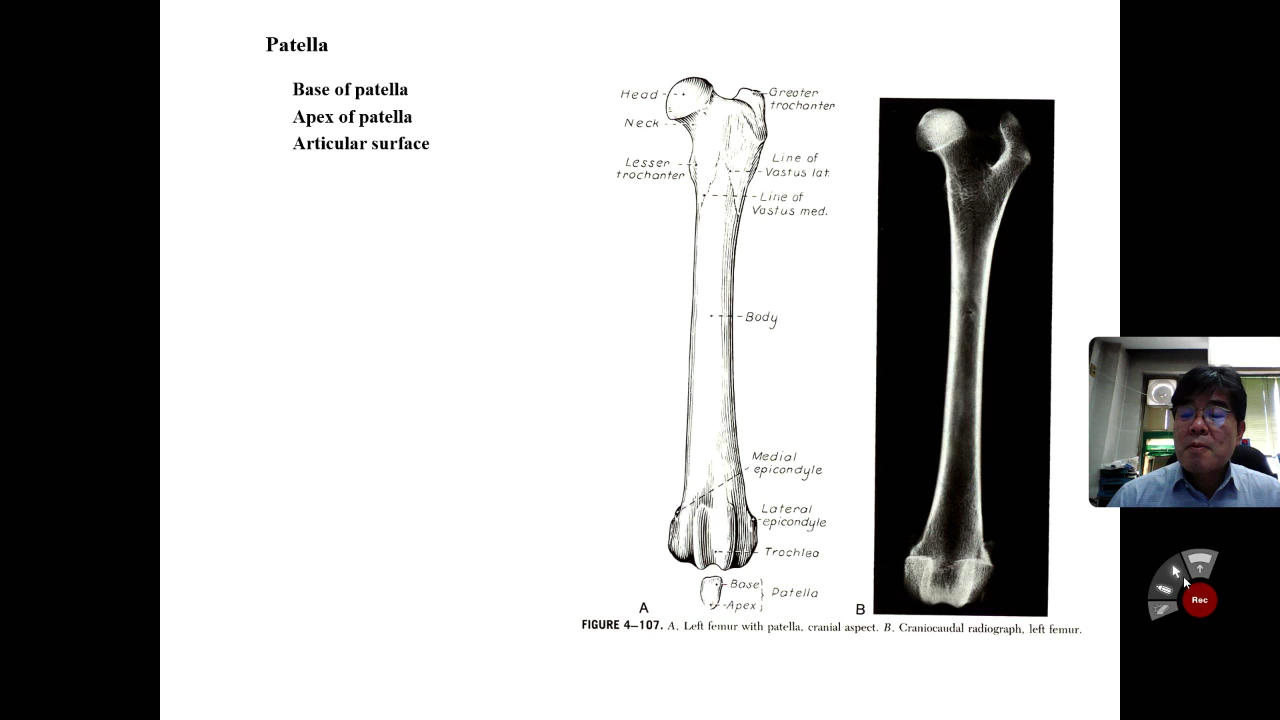 Patella
Base of patella
Apex of patella
Articular surface
Head
Neck
Lesser
trochanter
Greater
trochanter
Line of
Vastus lat.
Line of
Vastus med.
Body
Medial
epicondyle
Lateral
epicondyle
Trochlea
Base
Apex
Patella
A
B
FIGURE 4–107. A, Left femur with patella, cranial aspect. B, Craniocaudal radiograph, left femur.
Rec